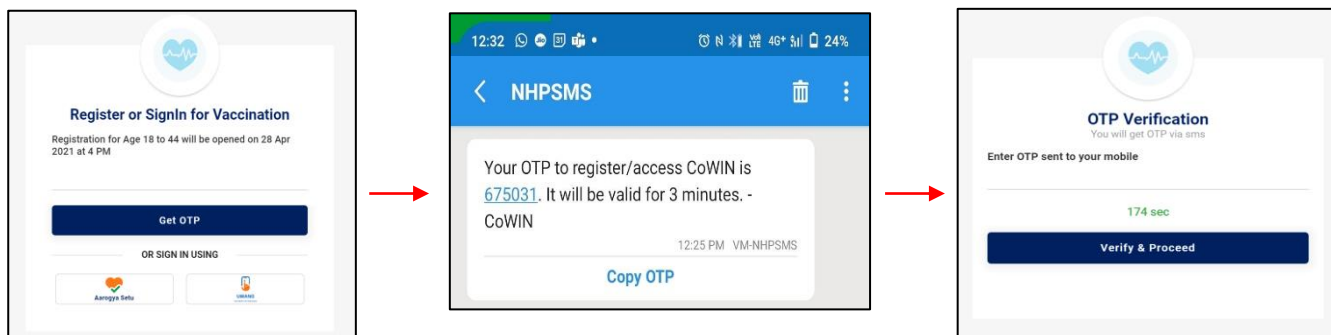 Register or SignIn for Vaccination
Registration for Age 18 to 44 will be opened on 28 Apr
2021 at 4 PM
Get OTP
OR SIGN IN USING
Aarogya Setu
UMANG
12:32
31
4G+
24%
NHPSMS
Your OTP to register/access CoWIN is
675031. It will be valid for 3 minutes. -
CoWIN
12:25 PM VM-NHPSMS
Copy OTP
OTP Verification
You will get OTP via sms
Enter OTP sent to your mobile
174 sec
Verify & Proceed